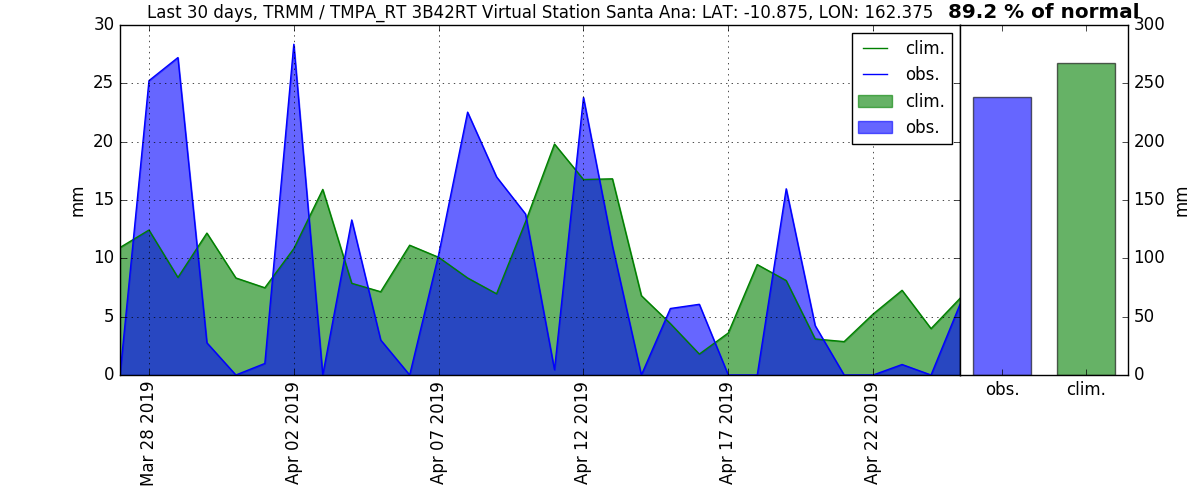 Last 30 days, TRMM / TMPA_RT 3B42RT Virtual Station Santa Ana: LAT: -10.875, LON: 162.375 89.2 % of normal
30
25
20
15
10
5
0
mm
clim.
obs.
clim.
obs.
300
250
200
150
100
50
0
mm
obs. clim.
Mar 28 2019
Apr 02 2019
Apr 07 2019
Apr 12 2019
Apr 17 2019
Apr 22 2019